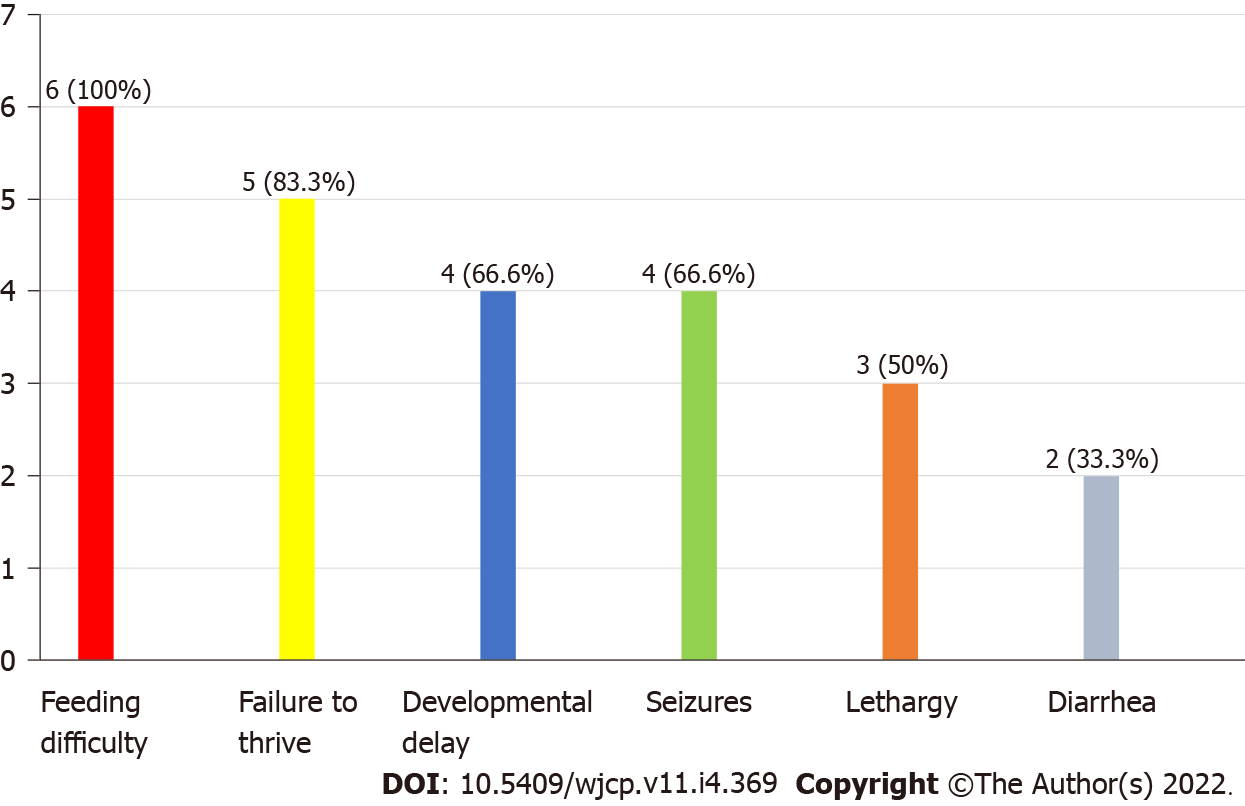 7
6
5
4
3
2
1
0
6 (100%)
5 (83.3%)
4 (66.6%)
4 (66.6%)
3 (50%)
2 (33.3%)
Feeding
difficulty
Failure to
thrive
Developmental
delay
Seizures
Lethargy
Diarrhea
DOI: 10.5409/wjcp.v11.i4.369 Copyright ©The Author(s) 2022.